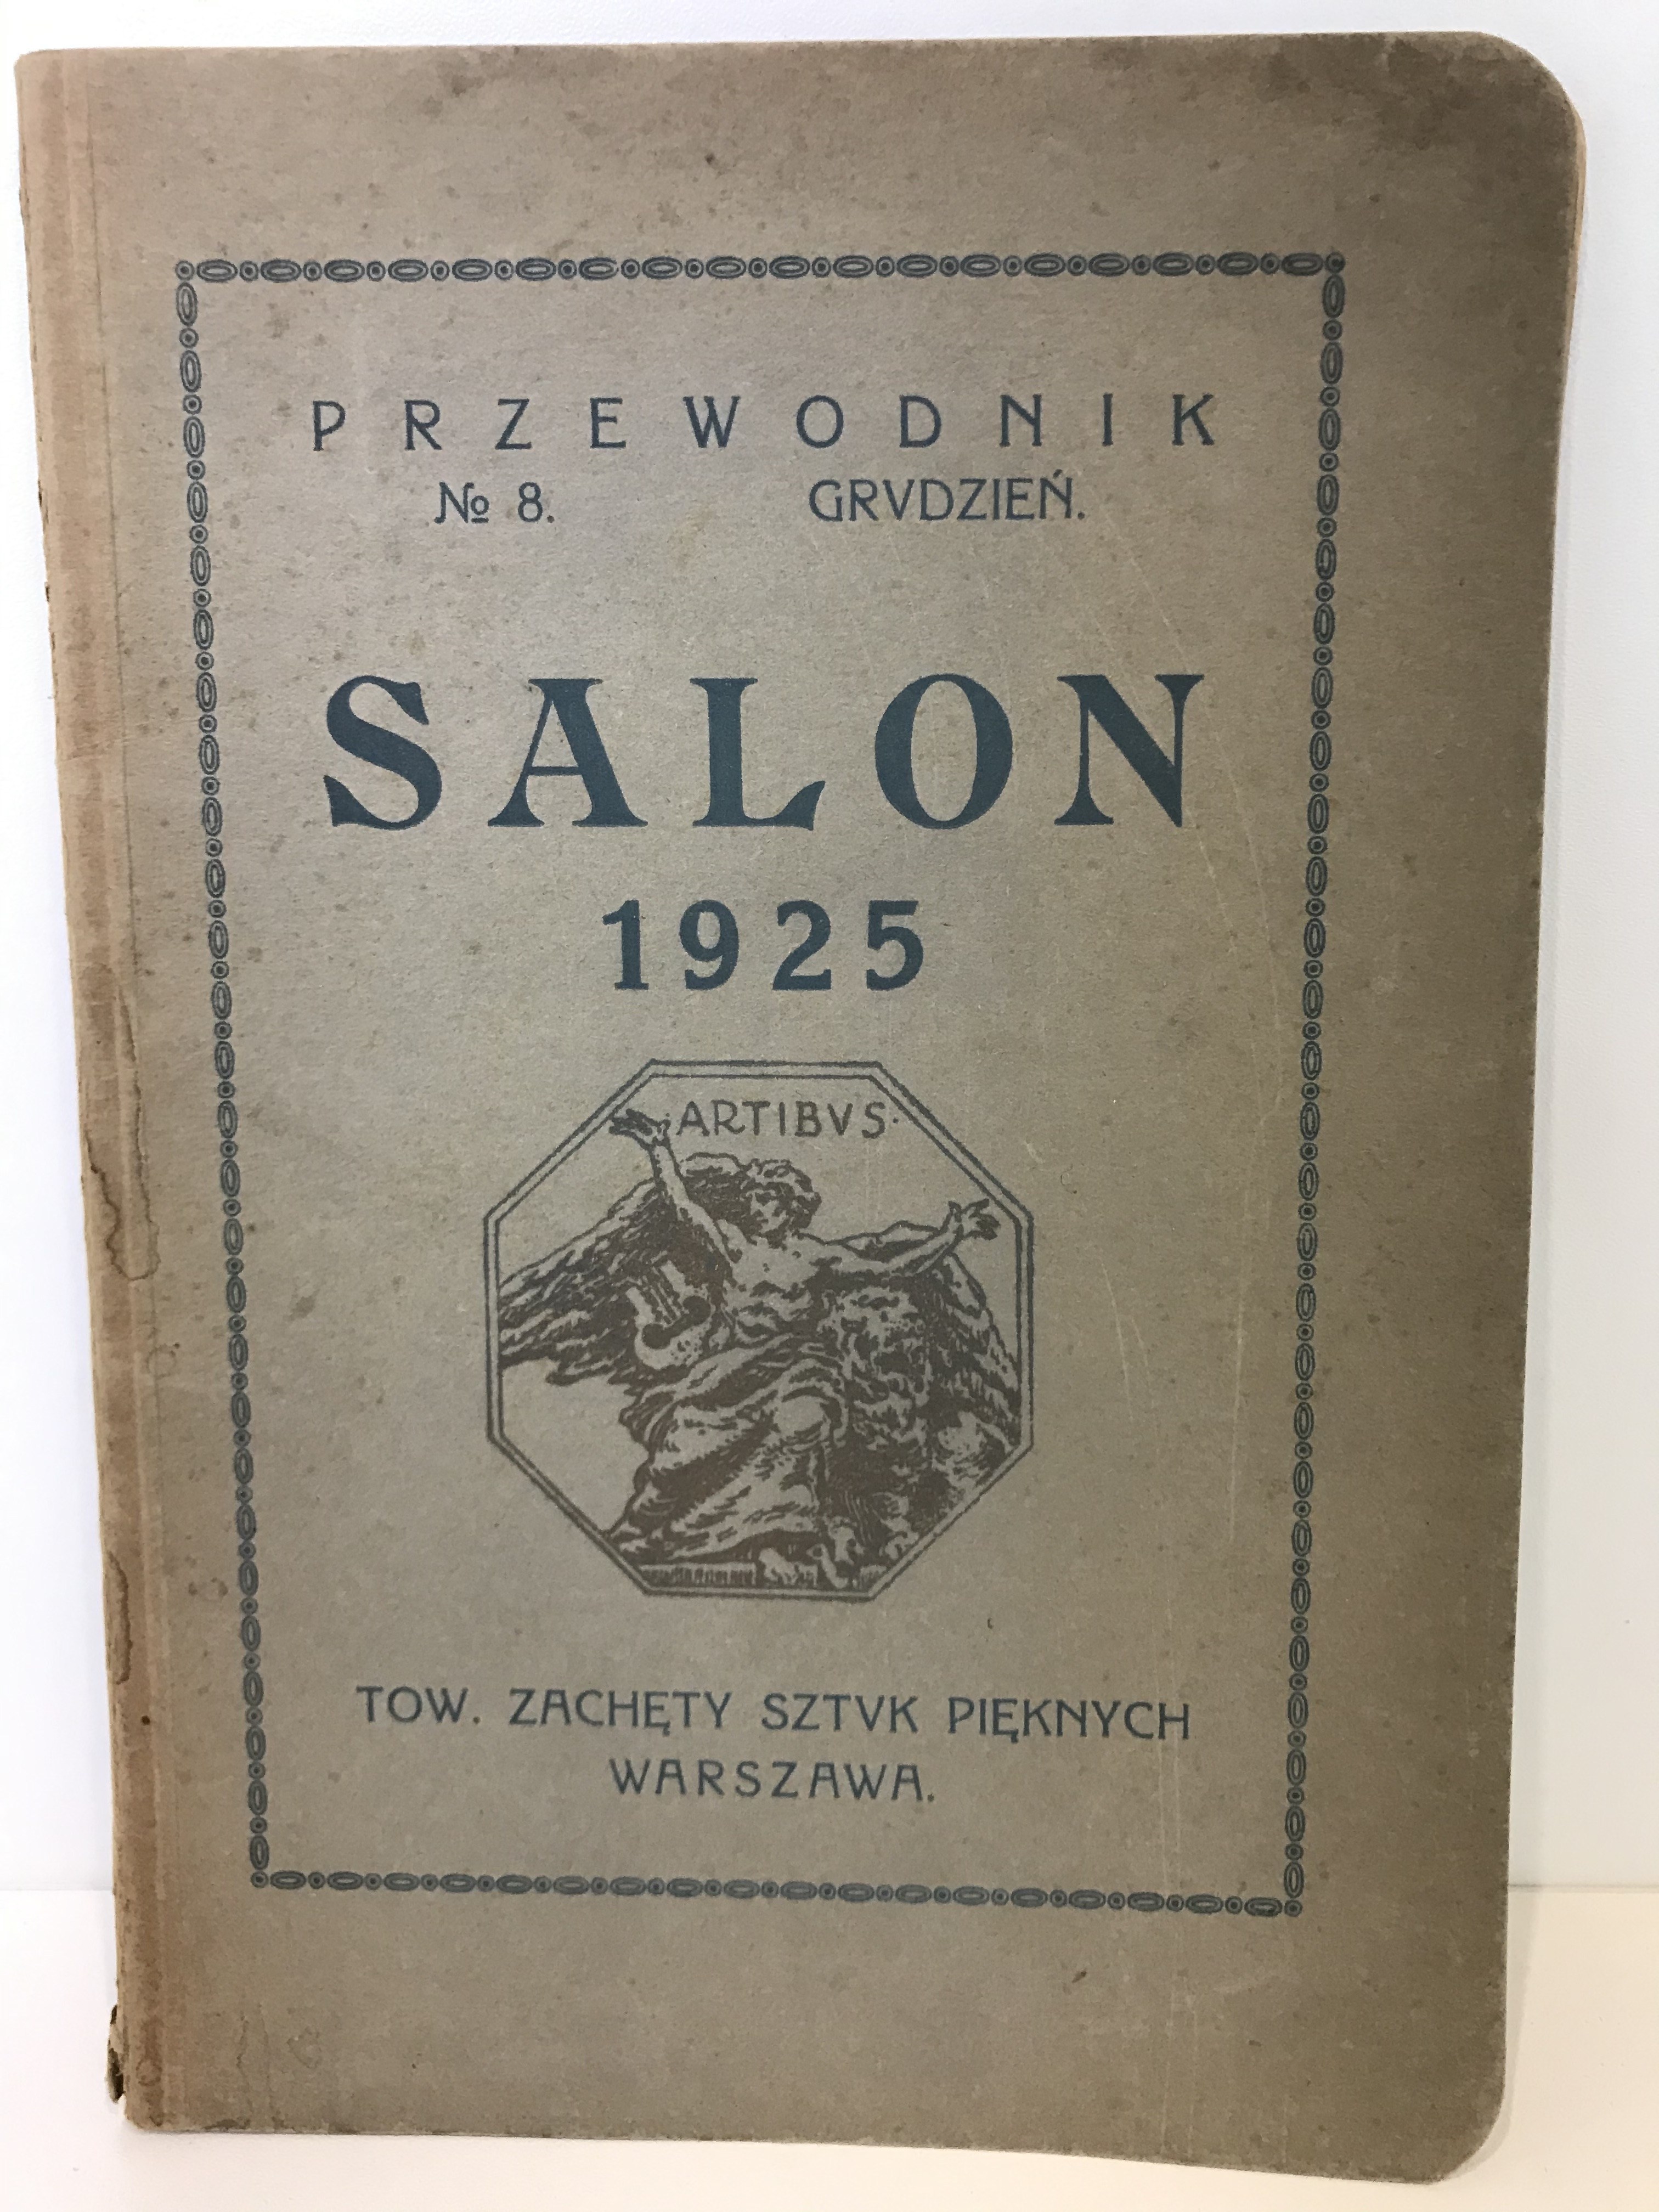 PRZEWODNIK
№ 8. GRVDZIEŃ.
SALON
1925
·ARTIBVS·
TOW. ZACHĘTY SZTVK PIĘKNYCH
WARSZAWA.